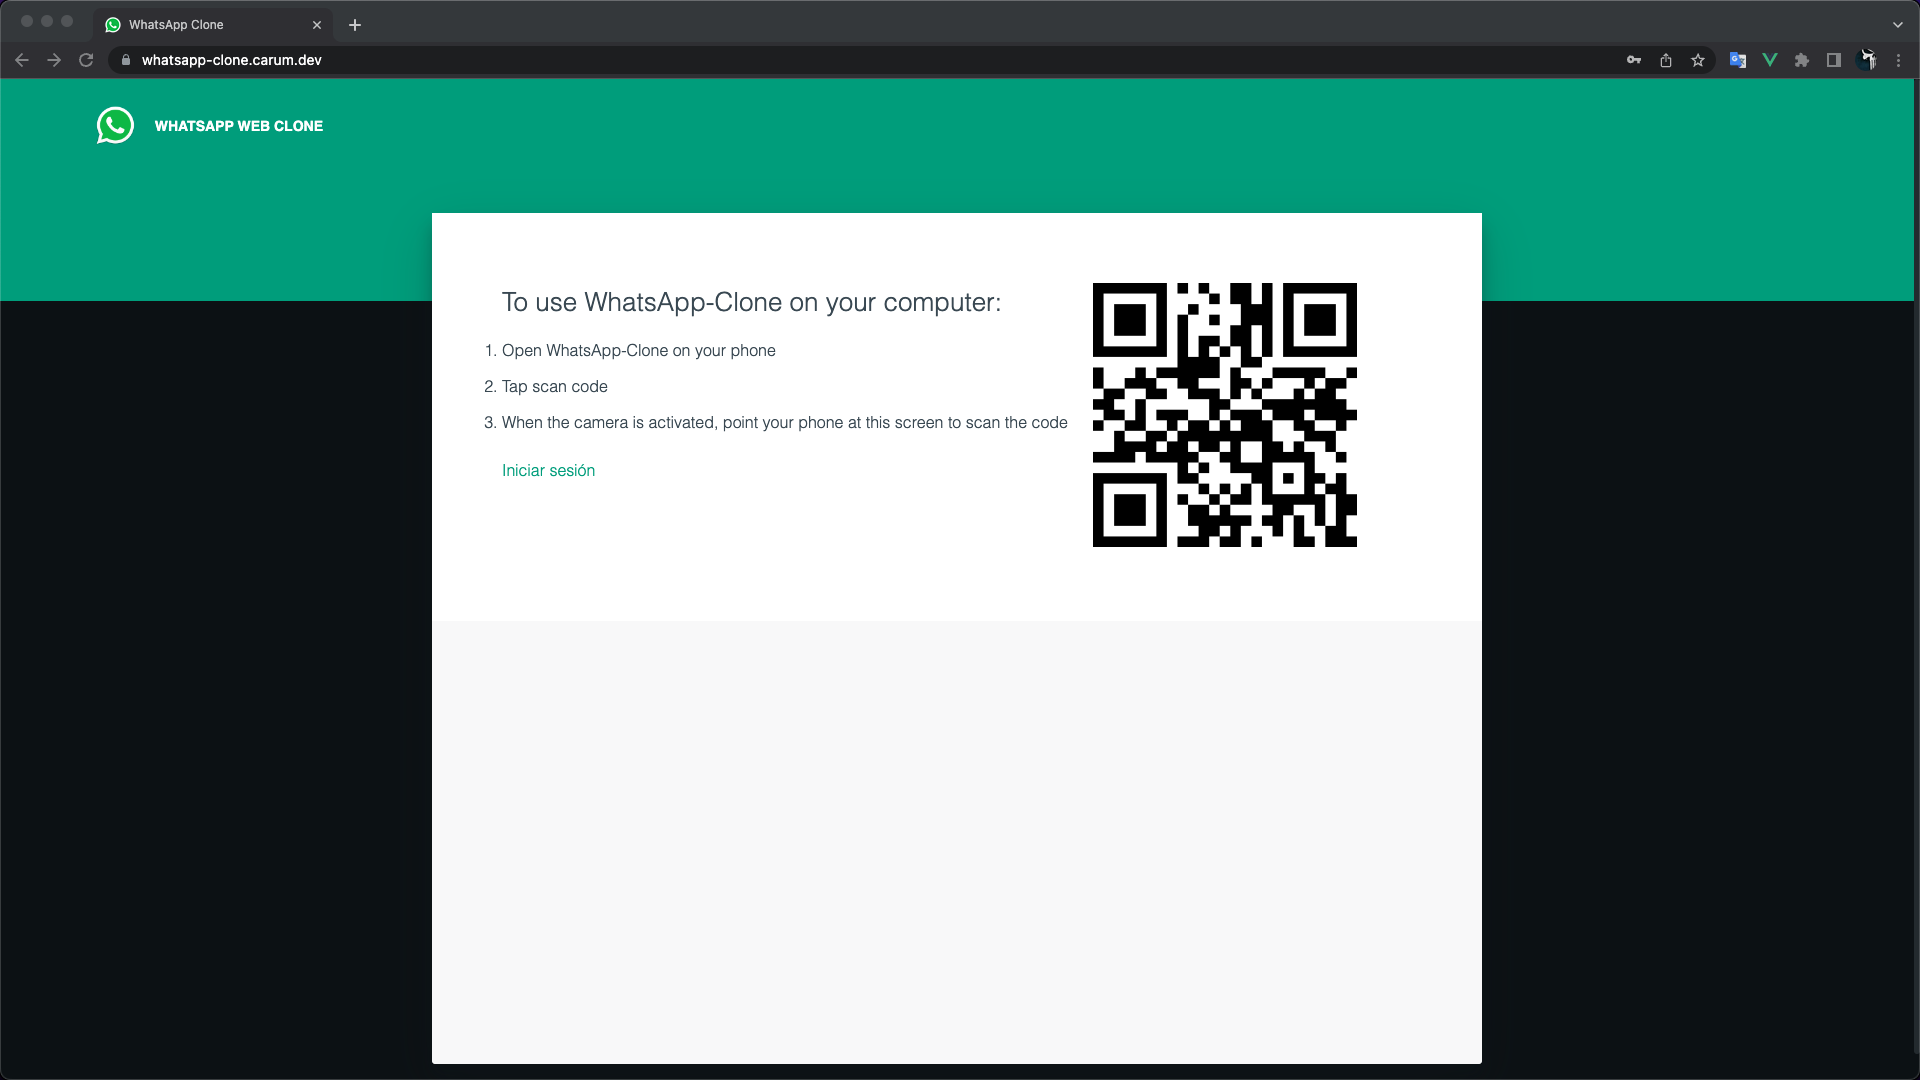 WhatsApp Clone
whatsapp-clone.carum.dev
WHATSAPP WEB CLONE
To use WhatsApp-Clone on your computer:
1. Open WhatsApp-Clone on your phone
2. Tap scan code
3. When the camera is activated, point your phone at this screen to scan the code
Iniciar sesión